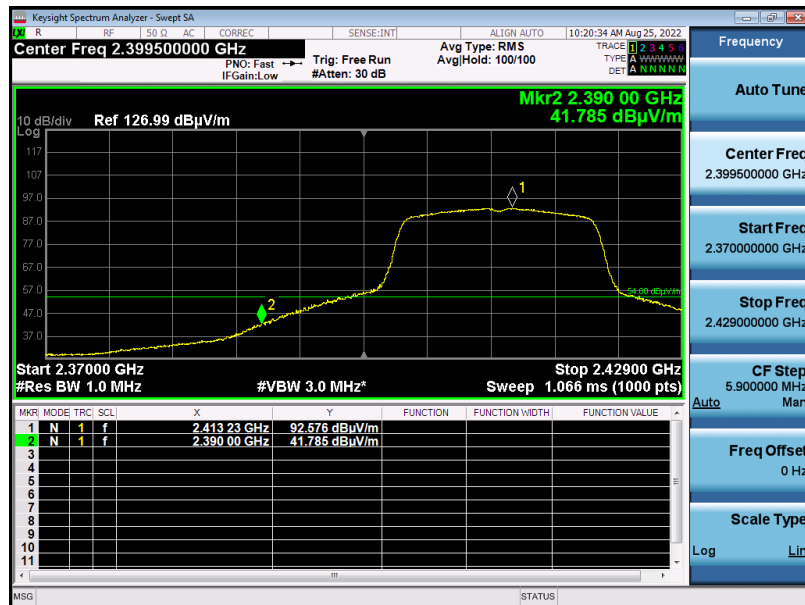 Keysight Spectrum Analyzer - Swept SA
R RF 50 Ω AC CORREC SENSE:INT ALIGN AUTO 10:20:34 AM Aug 25, 2022
Center Freq 2.399500000 GHz
PNO: Fast
IFGain:Low
Trig: Free Run
#Atten: 30 dB
Avg Type: RMS
Avg|Hold: 100/100
TRACE 1 2 3 4 5 6
TYPE A WWWWW
DET A N N N N N
Mkr2 2.390 00 GHz
41.785 dBµV/m
10 dB/div Ref 126.99 dBµV/m
Log
117
107
97.0
87.0
77.0
67.0
57.0
47.0
37.0
1
2
54.00 dBµV/m
Start 2.37000 GHz Stop 2.42900 GHz
#Res BW 1.0 MHz #VBW 3.0 MHz* Sweep 1.066 ms (1000 pts)
MKR MODE TRC SCL X Y FUNCTION FUNCTION WIDTH FUNCTION VALUE
1 N 1 f 2.413 23 GHz 92.576 dBµV/m
2 N 1 f 2.390 00 GHz 41.785 dBµV/m
3
4
5
6
7
8
9
10
11
MSG STATUS
Frequency
Auto Tune
Center Freq
2.399500000 GHz
Start Freq
2.370000000 GHz
Stop Freq
2.429000000 GHz
CF Step
5.900000 MHz
Auto Man
Freq Offset
0 Hz
Scale Type
Log Lin